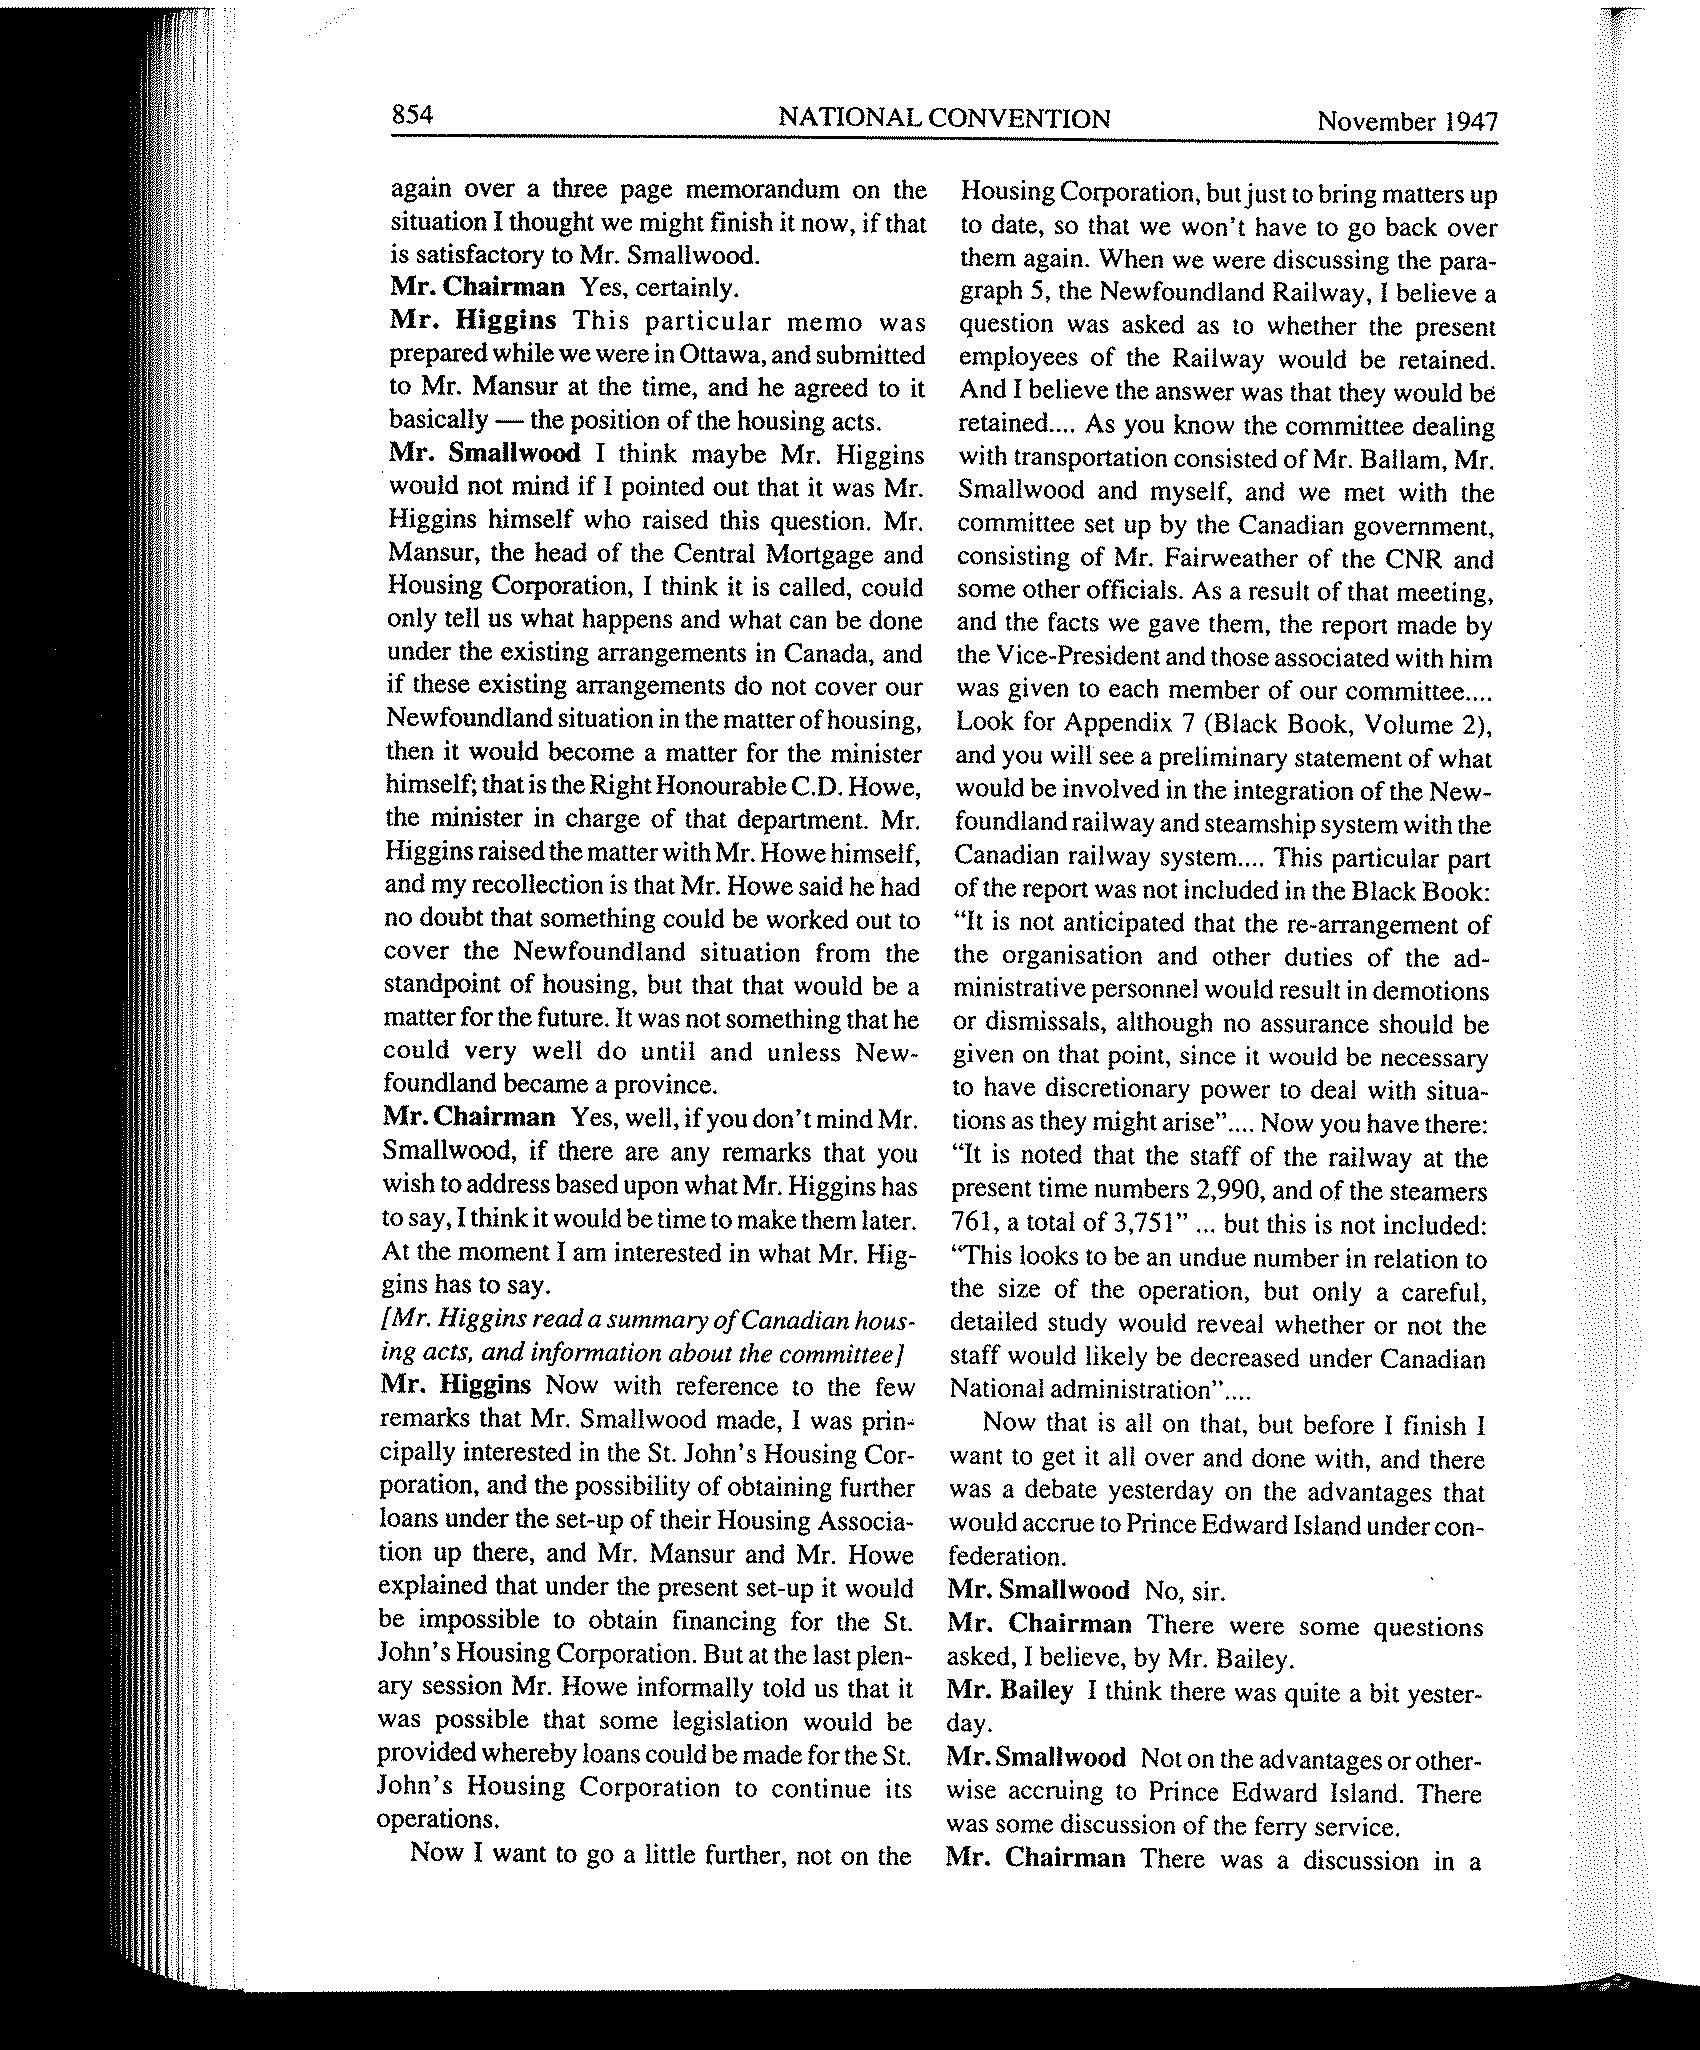 854
NATIONAL CONVENTION
November 1947
again over a three page memorandum on the
situation I thought we might finish it now, if that
is satisfactory to Mr. Smallwood.
Mr. Chairman Yes, certainly.
Mr. Higgins This particular memo was
prepared while we were in Ottawa, and submitted
to Mr. Mansur at the time, and he agreed to it
basically — the position of the housing acts.
Mr. Smallwood I think maybe Mr. Higgins
would not mind if I pointed out that it was Mr.
Higgins himself who raised this question. Mr.
Mansur, the head of the Central Mortgage and
Housing Corporation, I think it is called, could
only tell us what happens and what can be done
under the existing arrangements in Canada, and
if these existing arrangements do not cover our
Newfoundland situation in the matter of housing,
then it would become a matter for the minister
himself; that is the Right Honourable C.D. Howe,
the minister in charge of that department. Mr.
Higgins raised the matter with Mr. Howe himself,
and my recollection is that Mr. Howe said he had
no doubt that something could be worked out to
cover the Newfoundland situation from the
standpoint of housing, but that that would be a
matter for the future. It was not something that he
could very well do until and unless New-
foundland became a province.
Mr. Chairman Yes, well, if you don't mind Mr.
Smallwood, if there are any remarks that you
wish to address based upon what Mr. Higgins has
to say, I think it would be time to make them later.
At the moment I am interested in what Mr. Hig-
gins has to say.
[Mr. Higgins read a summary of Canadian hous-
ing acts, and information about the committee]
Mr. Higgins Now with reference to the few
remarks that Mr. Smallwood made, I was prin-
cipally interested in the St. John's Housing Cor-
poration, and the possibility of obtaining further
loans under the set-up of their Housing Associa-
tion up there, and Mr. Mansur and Mr. Howe
explained that under the present set-up it would
be impossible to obtain financing for the St.
John's Housing Corporation. But at the last plen-
ary session Mr. Howe informally told us that it
was possible that some legislation would be
provided whereby loans could be made for the St.
John's Housing Corporation to continue its
operations.
Now I want to go a little further, not on the
Housing Corporation, but just to bring matters up
to date, so that we won't have to go back over
them again. When we were discussing the para-
graph 5, the Newfoundland Railway, I believe a
question was asked as to whether the present
employees of the Railway would be retained.
And I believe the answer was that they would be
retained.... As you know the committee dealing
with transportation consisted of Mr. Ballam, Mr.
Smallwood and myself, and we met with the
committee set up by the Canadian government,
consisting of Mr. Fairweather of the CNR and
some other officials. As a result of that meeting,
and the facts we gave them, the report made by
the Vice-President and those associated with him
was given to each member of our committee....
Look for Appendix 7 (Black Book, Volume 2),
and you will see a preliminary statement of what
would be involved in the integration of the New-
foundland railway and steamship system with the
Canadian railway system.... This particular part
of the report was not included in the Black Book:
"It is not anticipated that the re-arrangement of
the organisation and other duties of the ad-
ministrative personnel would result in demotions
or dismissals, although no assurance should be
given on that point, since it would be necessary
to have discretionary power to deal with situa-
tions as they might arise".... Now you have there:
"It is noted that the staff of the railway at the
present time numbers 2,990, and of the steamers
761, a total of 3,751" ... but this is not included:
"This looks to be an undue number in relation to
the size of the operation, but only a careful,
detailed study would reveal whether or not the
staff would likely be decreased under Canadian
National administration"....
Now that is all on that, but before I finish I
want to get it all over and done with, and there
was a debate yesterday on the advantages that
would accrue to Prince Edward Island under con-
federation.
Mr. Smallwood No, sir.
Mr. Chairman There were some questions
asked, I believe, by Mr. Bailey.
Mr. Bailey I think there was quite a bit yester-
day.
Mr. Smallwood Not on the advantages or other-
wise accruing to Prince Edward Island. There
was some discussion of the ferry service.
Mr. Chairman There was a discussion in a